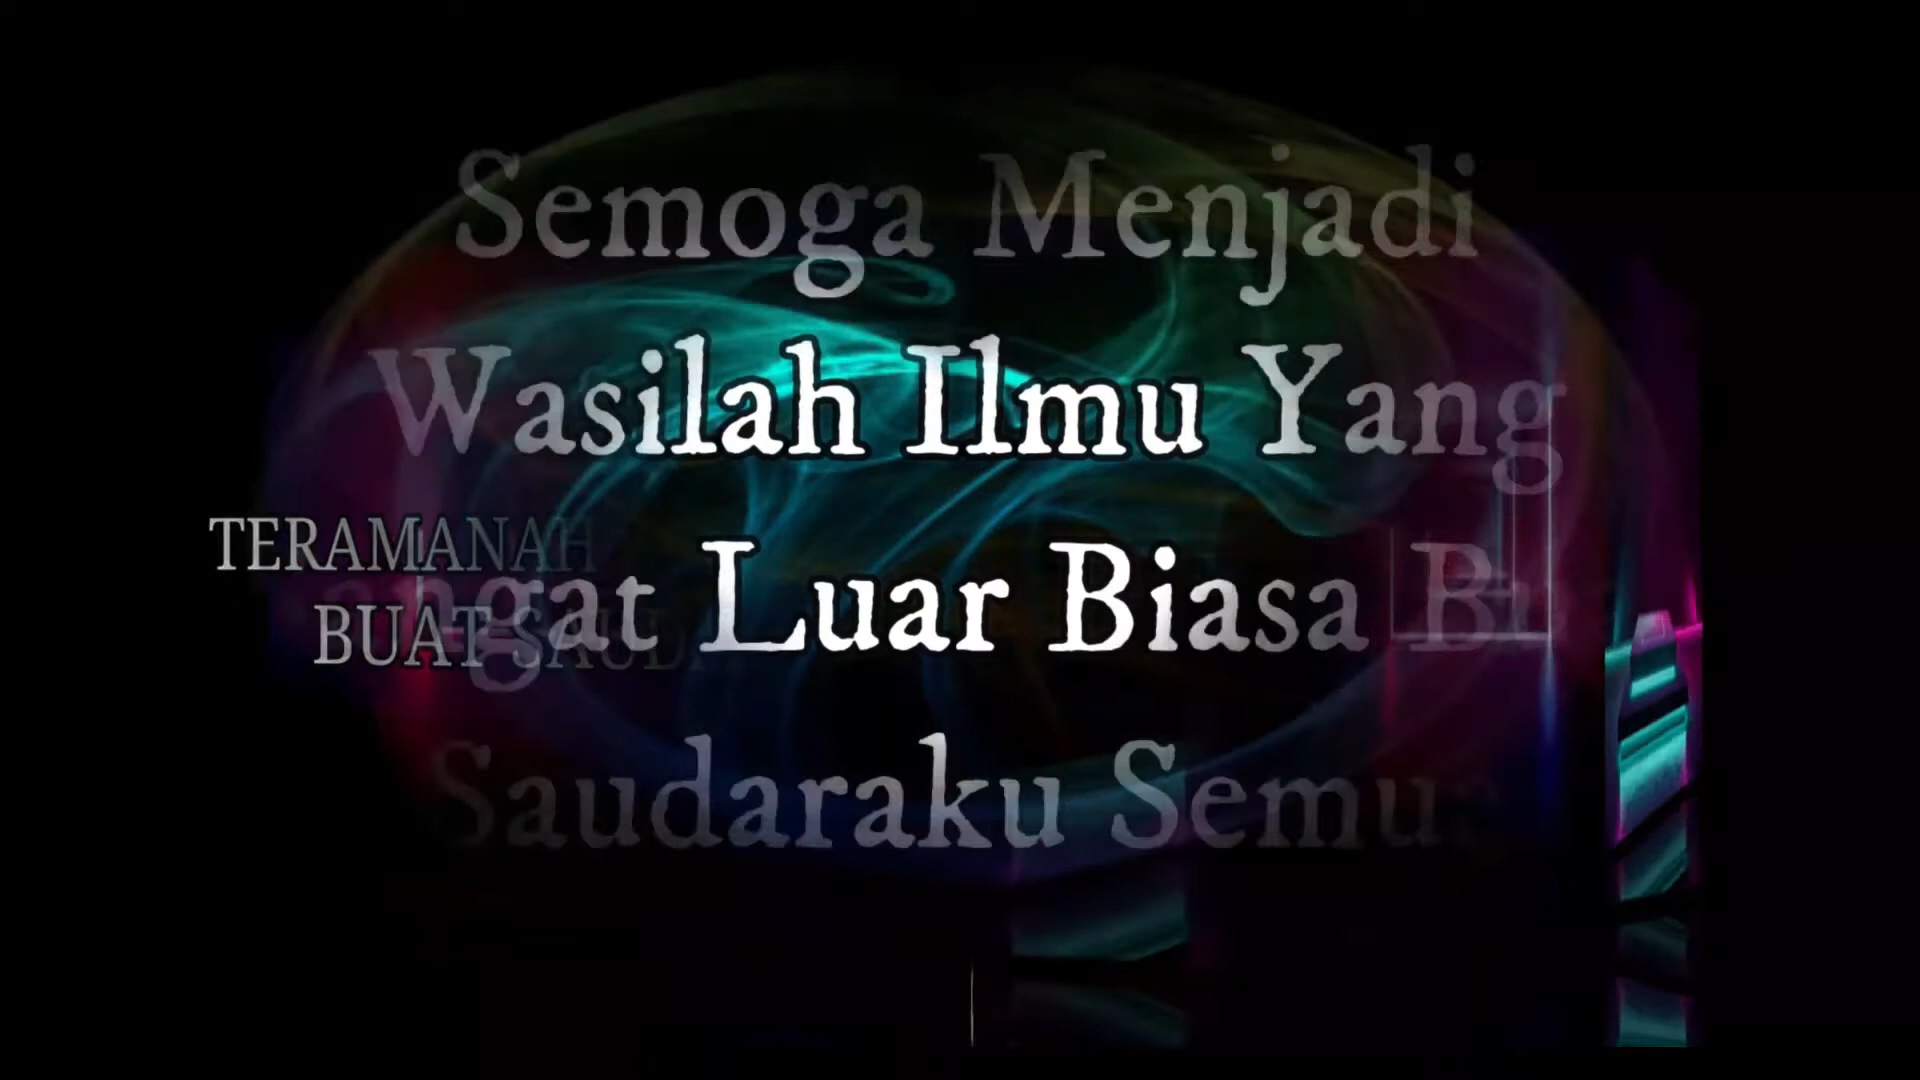 Semoga Menjadi
Wasilah Ilmu Yang
Luar Biasa
Saudaraku
TERAMANAH
BUAT